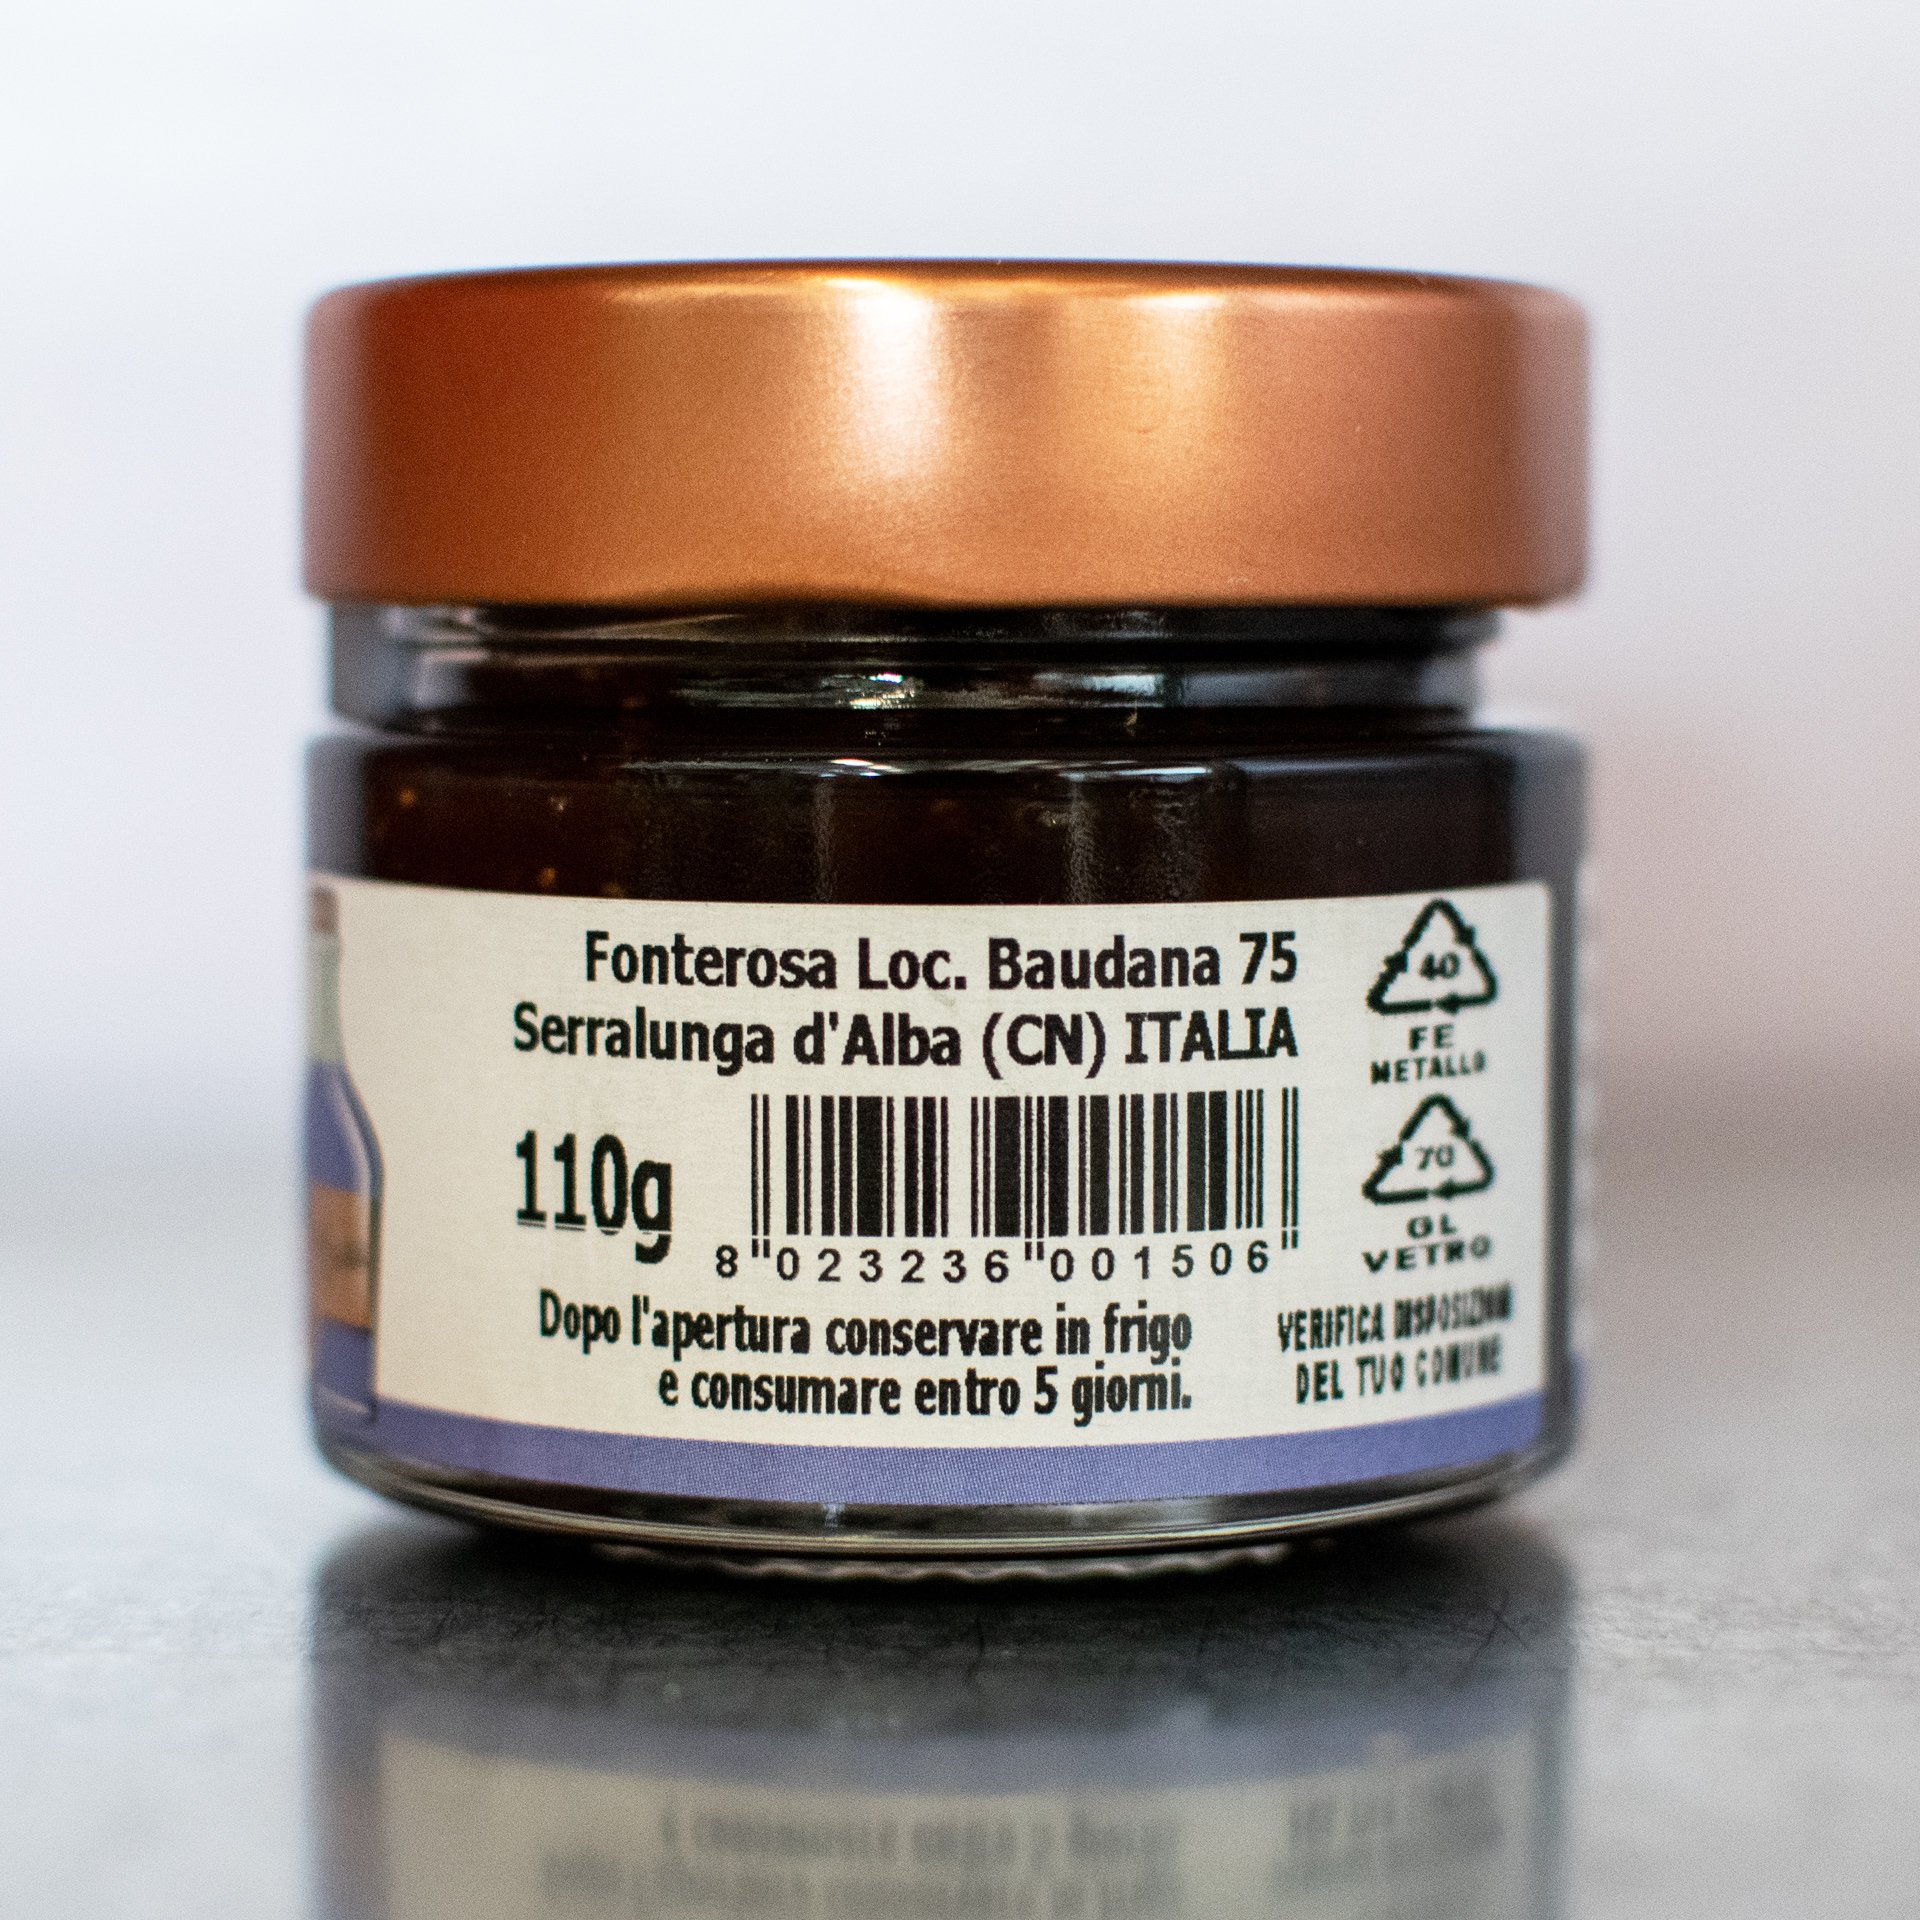 Fonterosa Loc. Baudana 75
Serralunga d'Alba (CN) ITALIA
110g
8 023236 001506
Dopo l'apertura conservare in frigo
e consumare entro 5 giorni.
40
FE
METALLO
70
GL
VETRO
VERIFICA DISPOSIZIONI
DEL TUO COMUNE